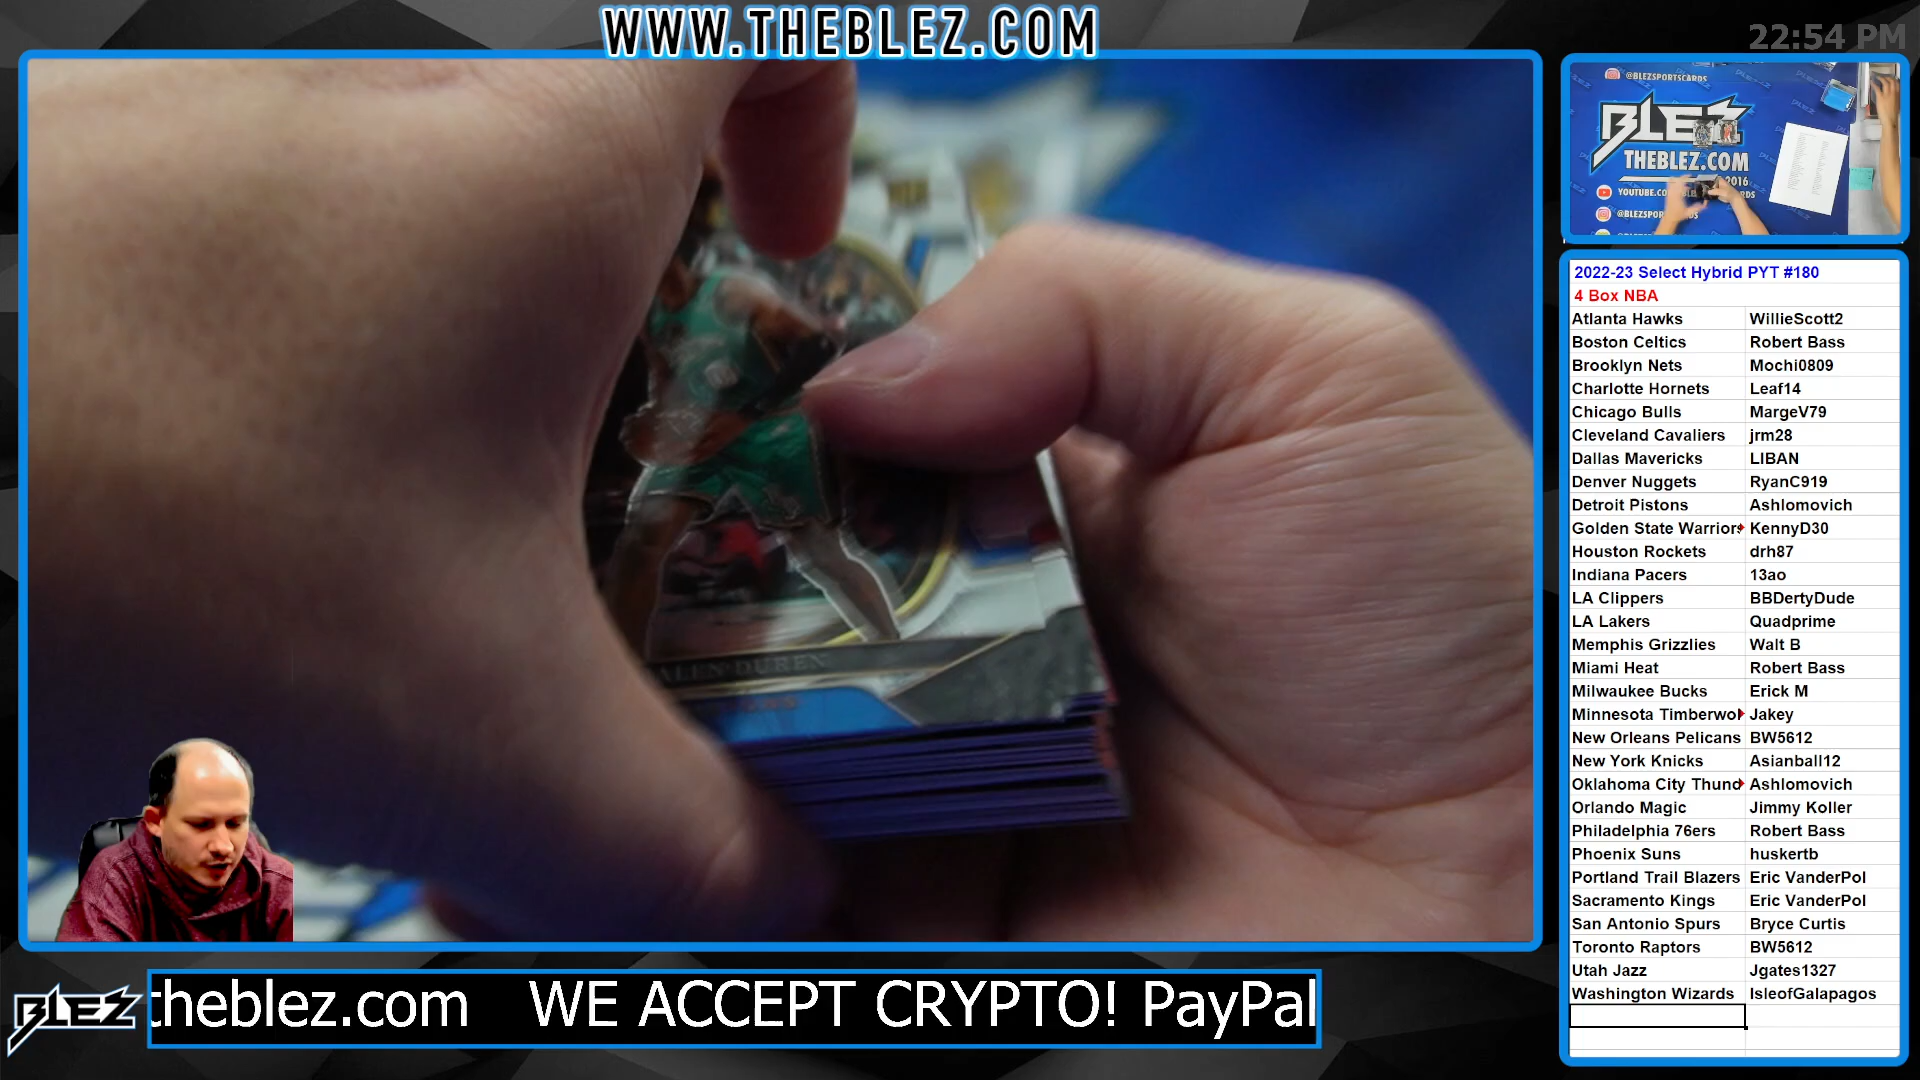 WWW.THEBLEZ.COM
22:54 PM
@BLEZSPORTSCARDS
BLEZ
THEBLEZ.COM
2016
2022-23 Select Hybrid PYT #180
4 Box NBA
Atlanta Hawks WillieScott2
Boston Celtics Robert Bass
Brooklyn Nets Mochi0809
Charlotte Hornets Leaf14
Chicago Bulls MargeV79
Cleveland Cavaliers jrm28
Dallas Mavericks LIBAN
Denver Nuggets RyanC919
Detroit Pistons Ashlomovich
Golden State Warriors KennyD30
Houston Rockets drh87
Indiana Pacers 13ao
LA Clippers BBDertyDude
LA Lakers Quadprime
Memphis Grizzlies Walt B
Miami Heat Robert Bass
Milwaukee Bucks Erick M
Minnesota Timberwol Jakey
New Orleans Pelicans BW5612
New York Knicks Asianball12
Oklahoma City Thund Ashlomovich
Orlando Magic Jimmy Koller
Philadelphia 76ers Robert Bass
Phoenix Suns huskertb
Portland Trail Blazers Eric VanderPol
Sacramento Kings Eric VanderPol
San Antonio Spurs Bryce Curtis
Toronto Raptors BW5612
Utah Jazz Jgates1327
Washington Wizards IsleofGalapagos
ALEN DUREN
BLEZ
theblez.com WE ACCEPT CRYPTO! PayPal